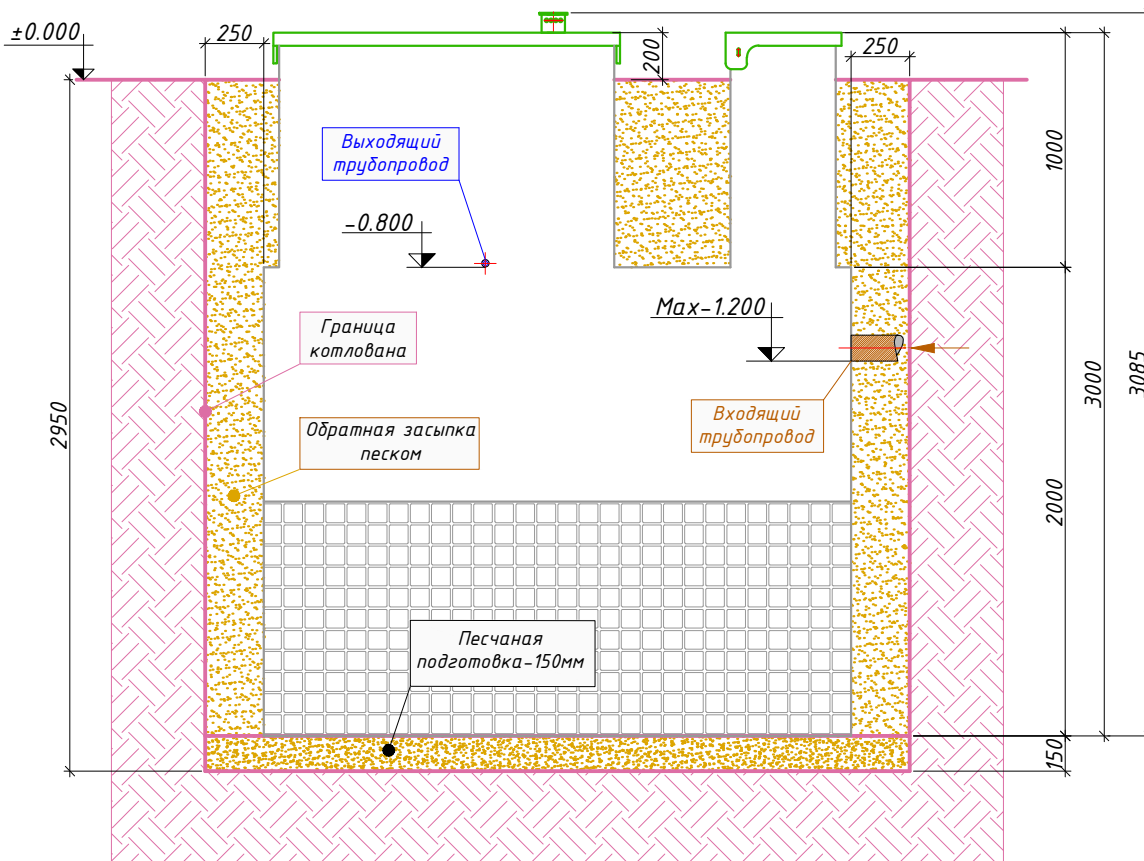 ±0.000
250
200
250
1000
Выходящий
трубопровод
-0.800
Max-1.200
Граница
котлована
3085
3000
2950
Входящий
трубопровод
Обратная засыпка
песком
2000
Песчаная
подготовка-150мм
150